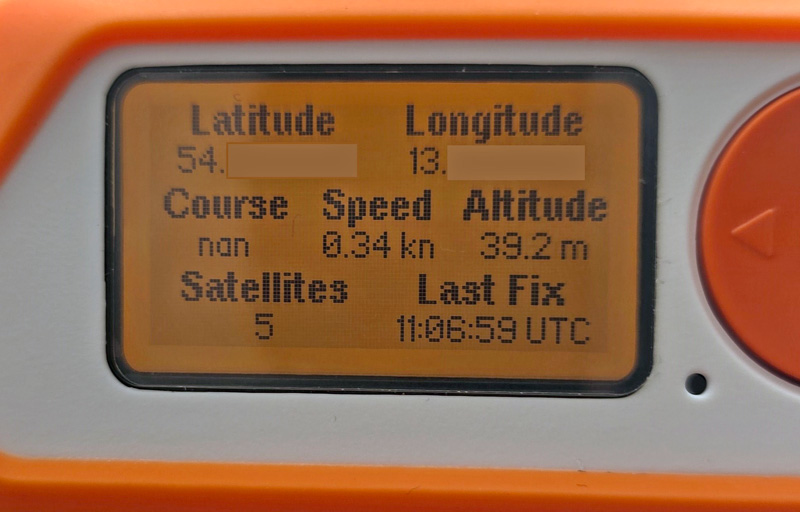 Latitude Longitude
54. 13.
Course Speed Altitude
nan 0.34 kn 39.2 m
Satellites Last Fix
5 11:06:59 UTC